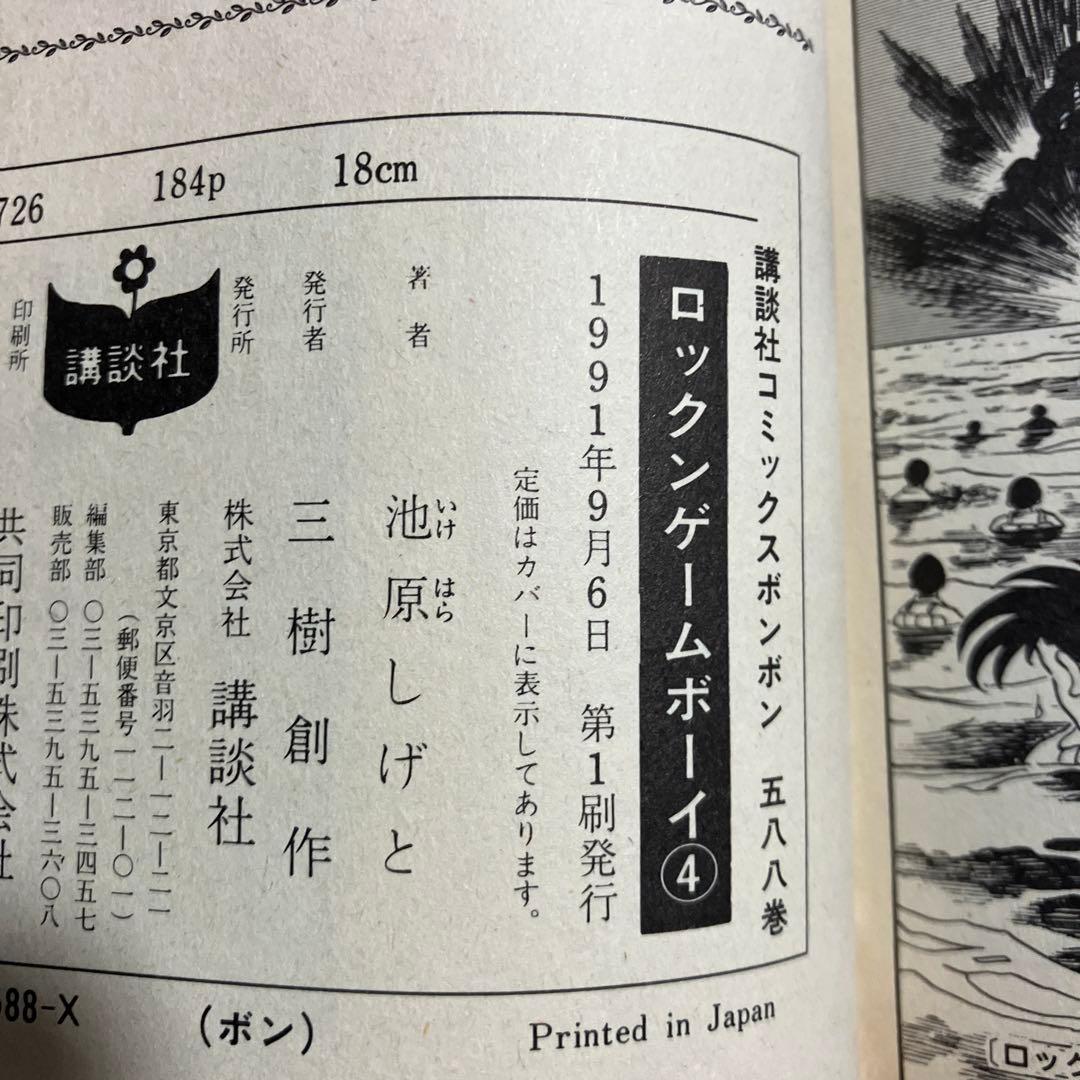 726 184p 18cm
講談社コミックスボンボン 五八八巻
ロックンゲームボーイ④
1991年9月6日 第1刷発行
定価はカバーに表示してあります。
著者 池原しげと
いけ はら
発行者 三樹創作
発行所 株式会社 講談社
東京都文京区音羽二ー一二ー二一
(郵便番号一一二ー〇一)
編集部 〇三ー五三九五ー三四五七
販売部 〇三ー五三九五ー三六〇八
講談社
印刷所 共同印刷株式会社
88-X (ボン) Printed in Japan
〔ロック